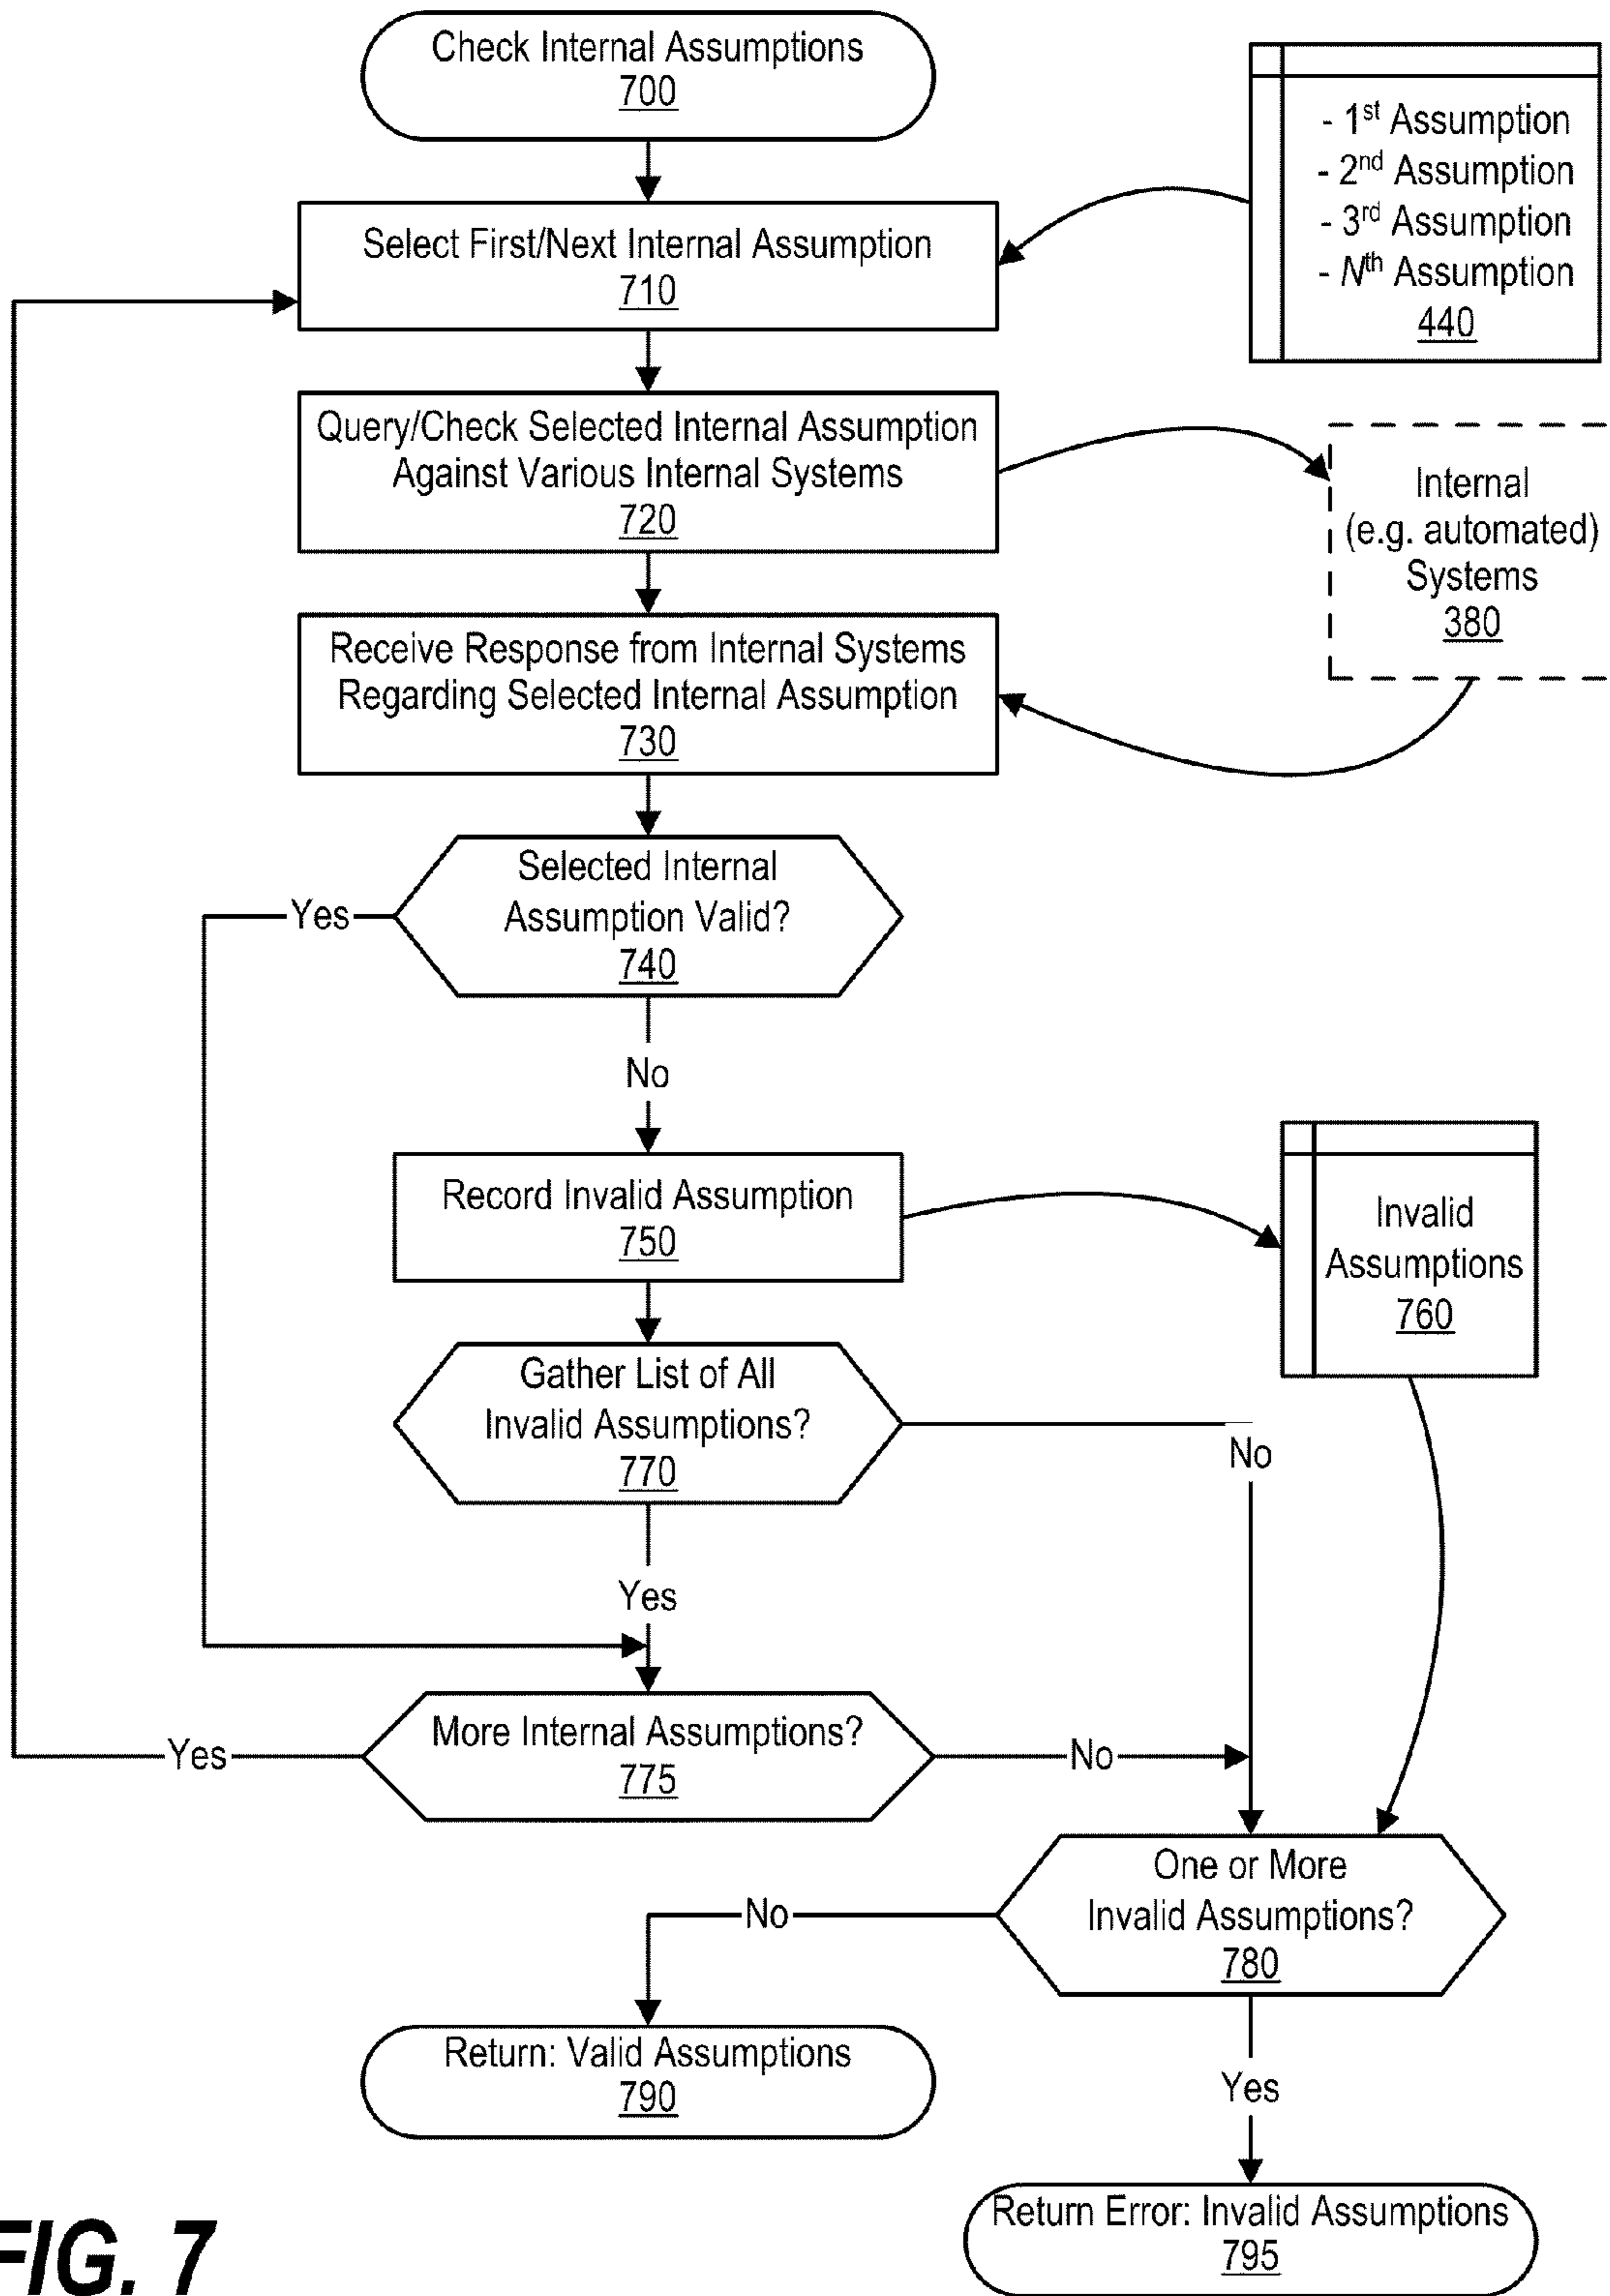 Check Internal Assumptions
700
- 1st Assumption
- 2nd Assumption
- 3rd Assumption
- Nth Assumption
440
Select First/Next Internal Assumption
710
Query/Check Selected Internal Assumption
Against Various Internal Systems
720
Internal
(e.g. automated)
Systems
380
Receive Response from Internal Systems
Regarding Selected Internal Assumption
730
Selected Internal
Assumption Valid?
740
Yes
No
Record Invalid Assumption
750
Invalid
Assumptions
760
Gather List of All
Invalid Assumptions?
770
No
Yes
More Internal Assumptions?
775
Yes
No
One or More
Invalid Assumptions?
780
No
Return: Valid Assumptions
790
Yes
Return Error: Invalid Assumptions
795
FIG. 7